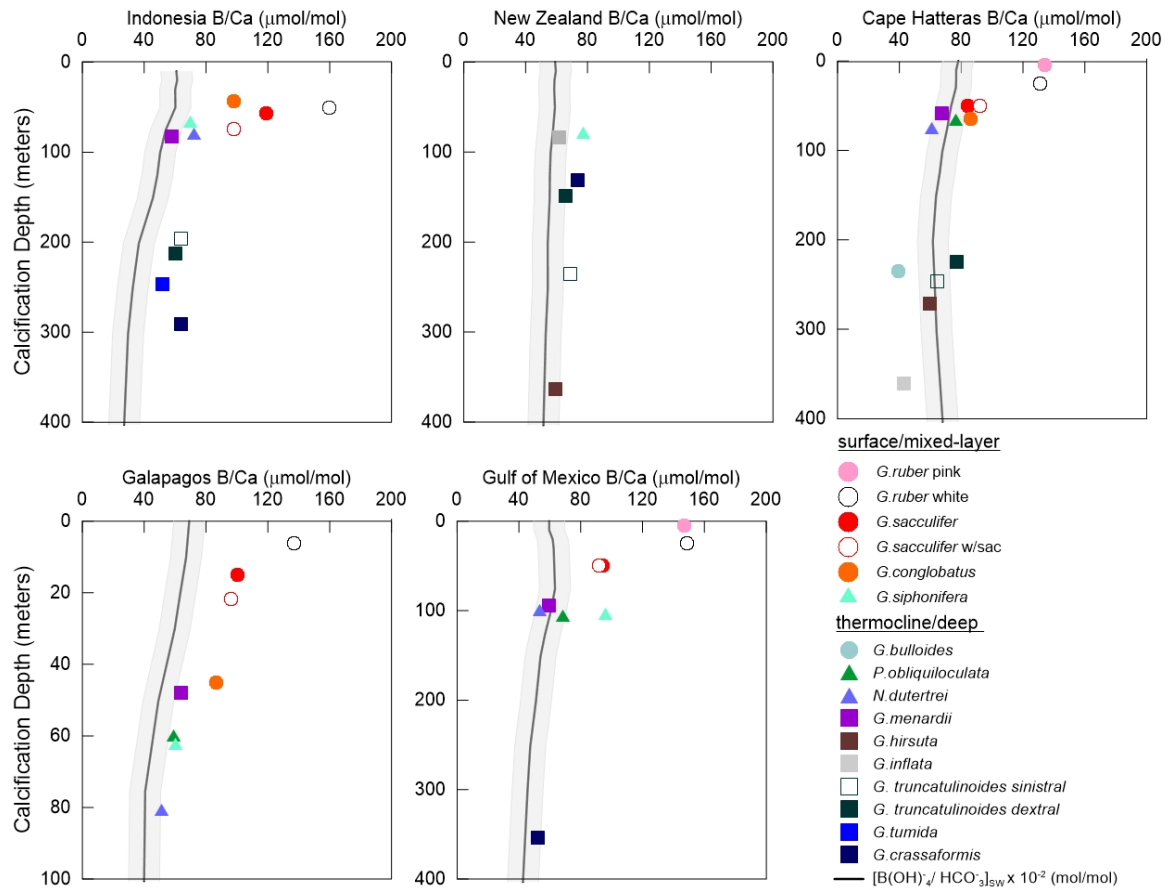 Indonesia B/Ca (μmol/mol)
0 40 80 120 160 200
0
100
200
300
400
Calcification Depth (meters)
New Zealand B/Ca (μmol/mol)
0 40 80 120 160 200
0
100
200
300
400
Cape Hatteras B/Ca (μmol/mol)
0 40 80 120 160 200
0
100
200
300
400
Galapagos B/Ca (μmol/mol)
0 40 80 120 160 200
0
20
40
60
80
100
Calcification Depth (meters)
Gulf of Mexico B/Ca (μmol/mol)
0 40 80 120 160 200
0
100
200
300
400
surface/mixed-layer
G.ruber pink
G.ruber white
G.sacculifer
G.sacculifer w/sac
G.conglobatus
G.siphonifera
thermocline/deep
G.bulloides
P.obliquiloculata
N.dutertrei
G.menardii
G.hirsuta
G.inflata
G. truncatulinoides sinistral
G. truncatulinoides dextral
G.tumida
G.crassaformis
[B(OH)⁻₄/ HCO⁻₃]SW x 10⁻² (mol/mol)